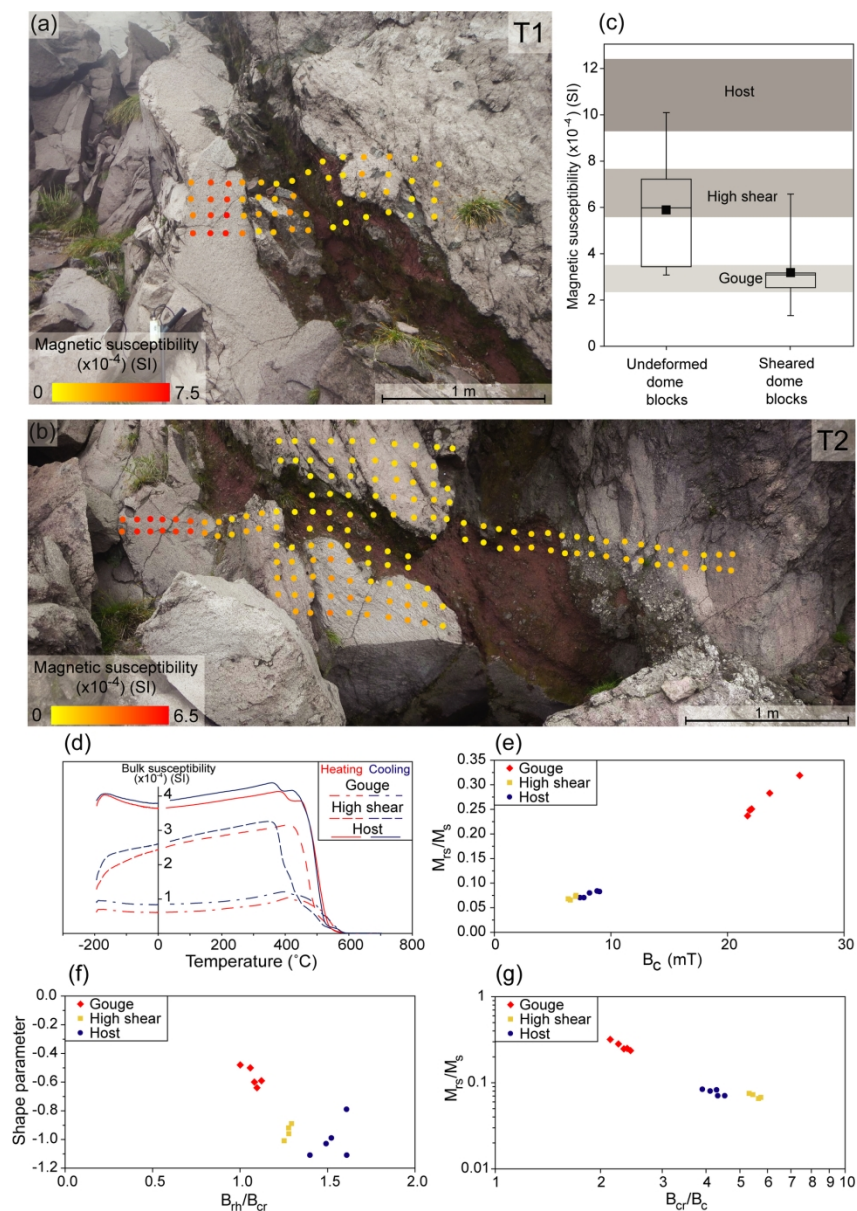 (a)
T1
Magnetic susceptibility
(x10⁻⁴) (SI)
0
7.5
1 m
(b)
T2
Magnetic susceptibility
(x10⁻⁴) (SI)
0
6.5
1 m
(c)
Magnetic susceptibility (x10⁻⁴) (SI)
12
10
8
6
4
2
0
Host
High shear
Gouge
Undeformed
dome
blocks
Sheared
dome
blocks
(d)
Bulk susceptibility
(x10⁻⁴) (SI)
4
3
2
1
Heating Cooling
Gouge
High shear
Host
-200 0 200 400 600 800
Temperature (˚C)
(e)
Mrs/Ms
0.35
0.30
0.25
0.20
0.15
0.10
0.05
0.00
Gouge
High shear
Host
0 10 20 30
Bc (mT)
(f)
Shape parameter
0.0
-0.2
-0.4
-0.6
-0.8
-1.0
-1.2
Gouge
High shear
Host
0.0 0.5 1.0 1.5 2.0
Brh/Bcr
(g)
Mrs/Ms
1
0.1
0.01
Gouge
High shear
Host
1 2 3 4 5 6 7 8 9 10
Bcr/Bc